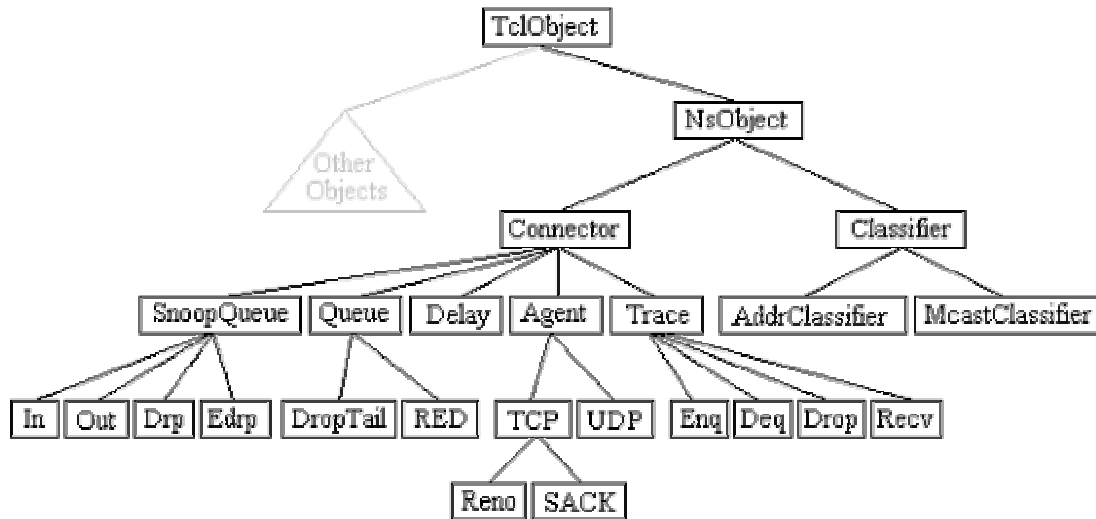 TclObject
NsObject
Other
Objects
Connector
Classifier
SnoopQueue
Queue
Delay
Agent
Trace
AddrClassifier
McastClassifier
In
Out
Drp
Edrp
DropTail
RED
TCP
UDP
Enq
Deq
Drop
Recv
Reno
SACK